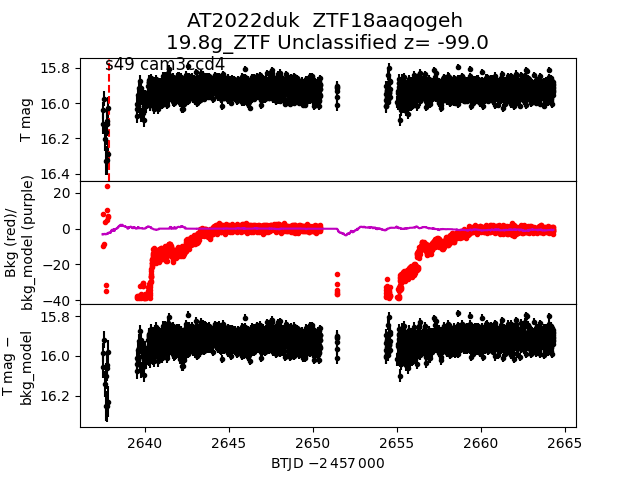 AT2022duk  ZTF18aaqogeh
19.8g_ZTF Unclassified z= -99.0
s49 cam3ccd4
15.8
16.0
16.2
16.4
T mag
20
0
−20
−40
Bkg (red)/
bkg_model (purple)
15.8
16.0
16.2
T mag −
bkg_model
2640
2645
2650
2655
2660
2665
BTJD −2 457 000